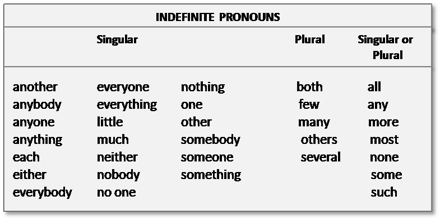 INDEFINITE PRONOUNS
Singular Plural Singular or
Plural
another everyone nothing both all
anybody everything one few any
anyone little other many more
anything much somebody others most
each neither someone several none
either nobody something some
everybody no one such